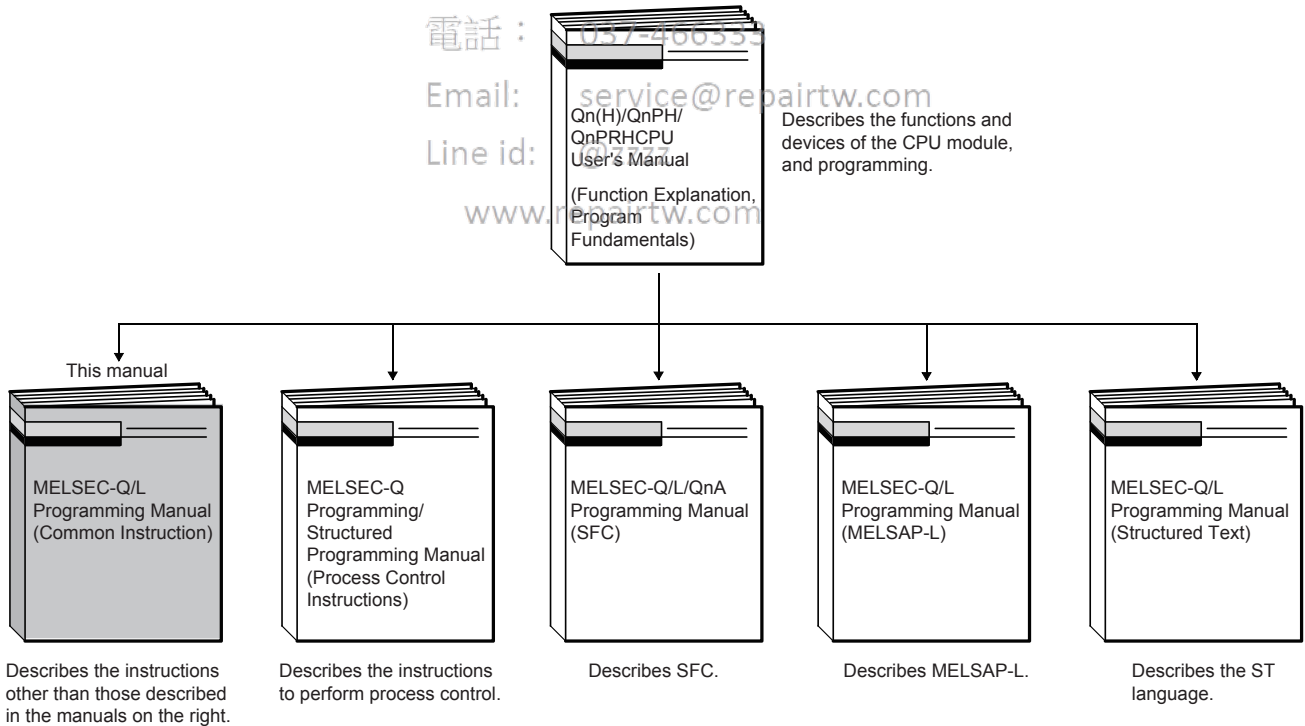 電話： 037-466333
Email: service@repairtw.com
Line id: @zzzz
www.repairtw.com
Qn(H)/QnPH/
QnPRHCPU
User's Manual
(Function Explanation,
Program
Fundamentals)
Describes the functions and
devices of the CPU module,
and programming.
This manual
MELSEC-Q/L
Programming Manual
(Common Instruction)
Describes the instructions
other than those described
in the manuals on the right.
MELSEC-Q
Programming/
Structured
Programming Manual
(Process Control
Instructions)
Describes the instructions
to perform process control.
MELSEC-Q/L/QnA
Programming Manual
(SFC)
Describes SFC.
MELSEC-Q/L
Programming Manual
(MELSAP-L)
Describes MELSAP-L.
MELSEC-Q/L
Programming Manual
(Structured Text)
Describes the ST
language.